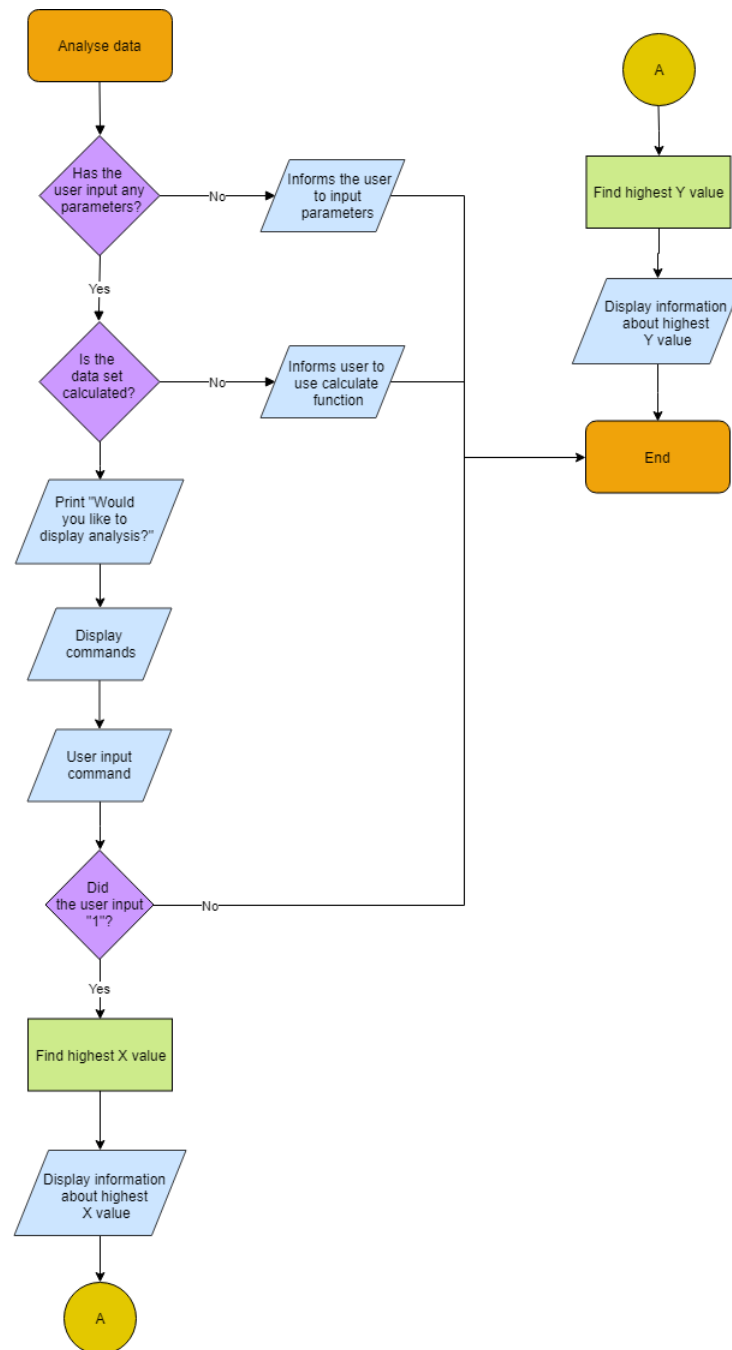 Analyse data
Has the
user input any
parameters?
No
Informs the user
to input
parameters
Yes
Is the
data set
calculated?
No
Informs user to
use calculate
function
Print "Would
you like to
display analysis?"
Display
commands
User input
command
Did
the user input
"1"?
No
Yes
Find highest X value
Display information
about highest
X value
A
A
Find highest Y value
Display information
about highest
Y value
End